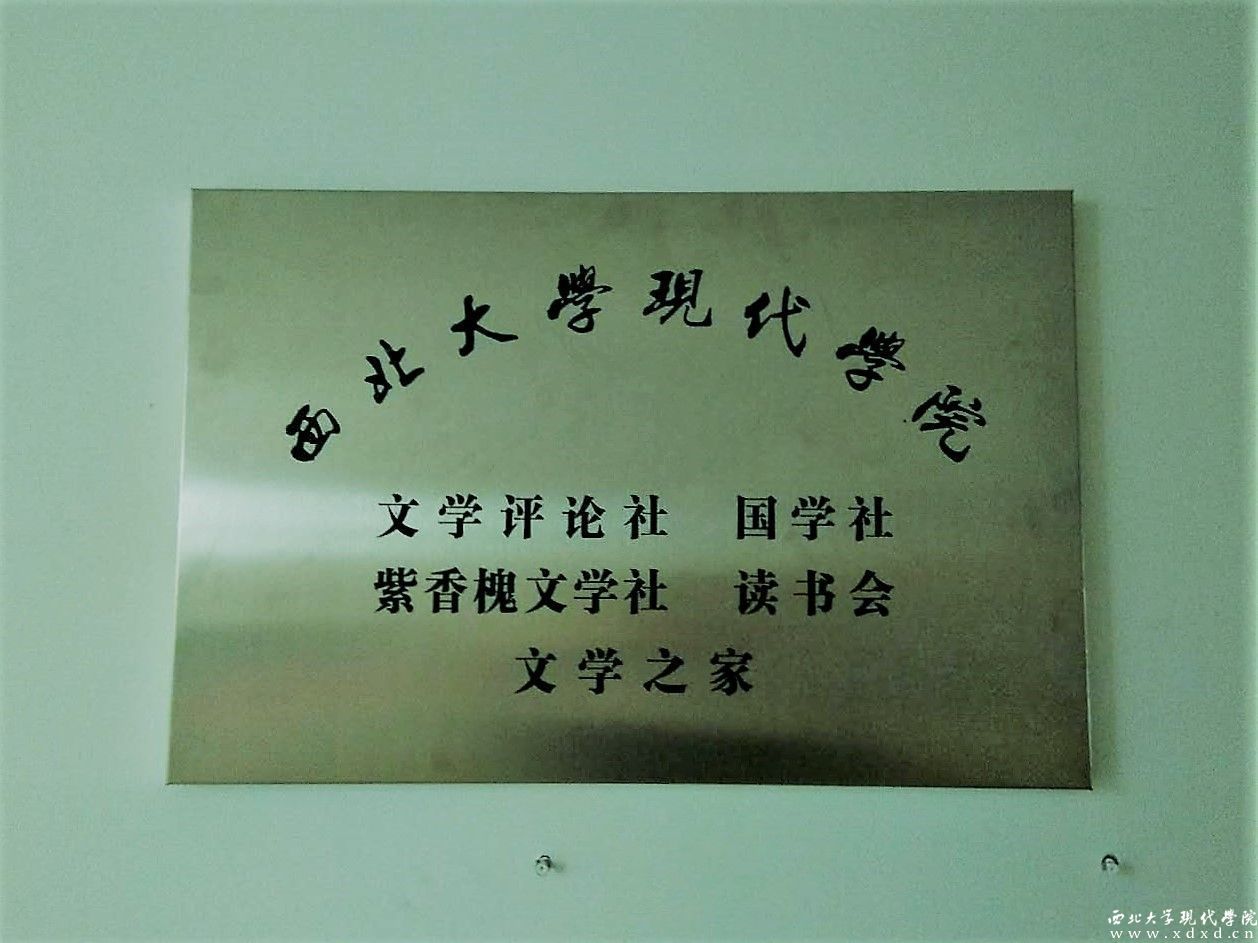 西北大學現代學院
文学评论社 国学社
紫香槐文学社 读书会
文学之家
西北大学现代學院
www.xdxd.cn